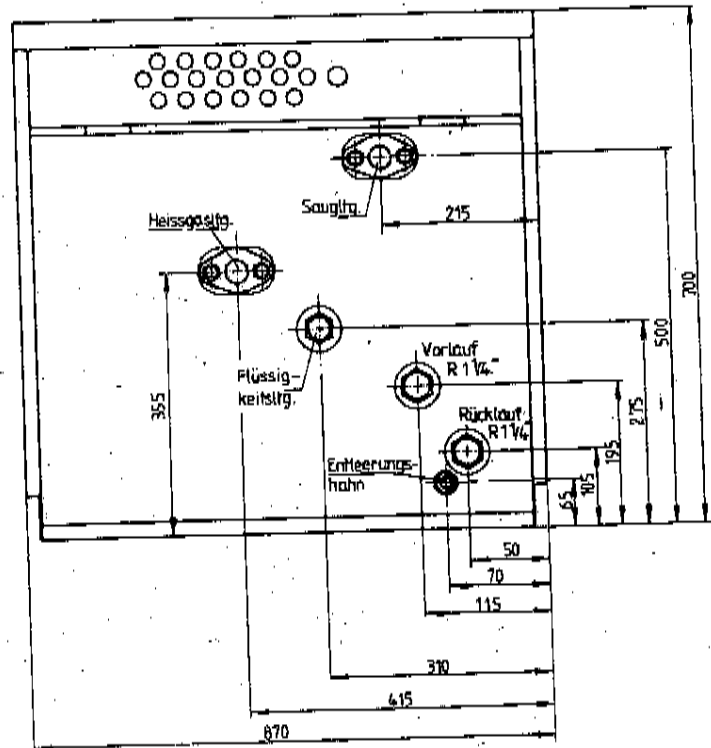 Saugltg.
215
Heissgasltg.
700
500
Vorlauf
R 1 1/4"
Flüssig-
keitsltg.
355
275
195
Rücklauf
R 1 1/4"
Entleerungs-
hahn
105
65
50
70
115
310
415
870